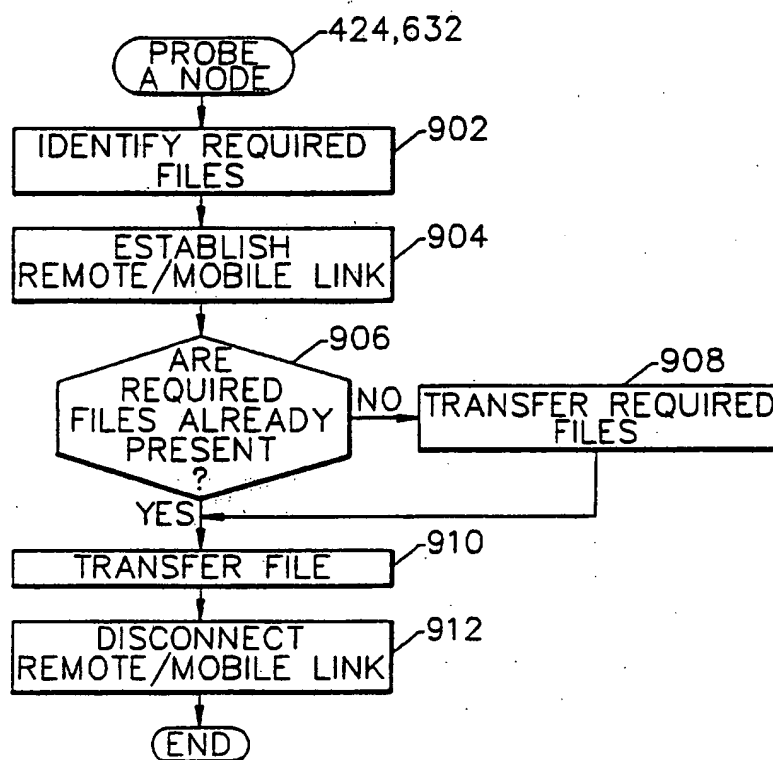 PROBE
A NODE
424,632
IDENTIFY REQUIRED
FILES
902
ESTABLISH
REMOTE/MOBILE LINK
904
ARE
REQUIRED
FILES ALREADY
PRESENT
?
906
NO
908
TRANSFER REQUIRED
FILES
YES
TRANSFER FILE
910
DISCONNECT
REMOTE/MOBILE LINK
912
END